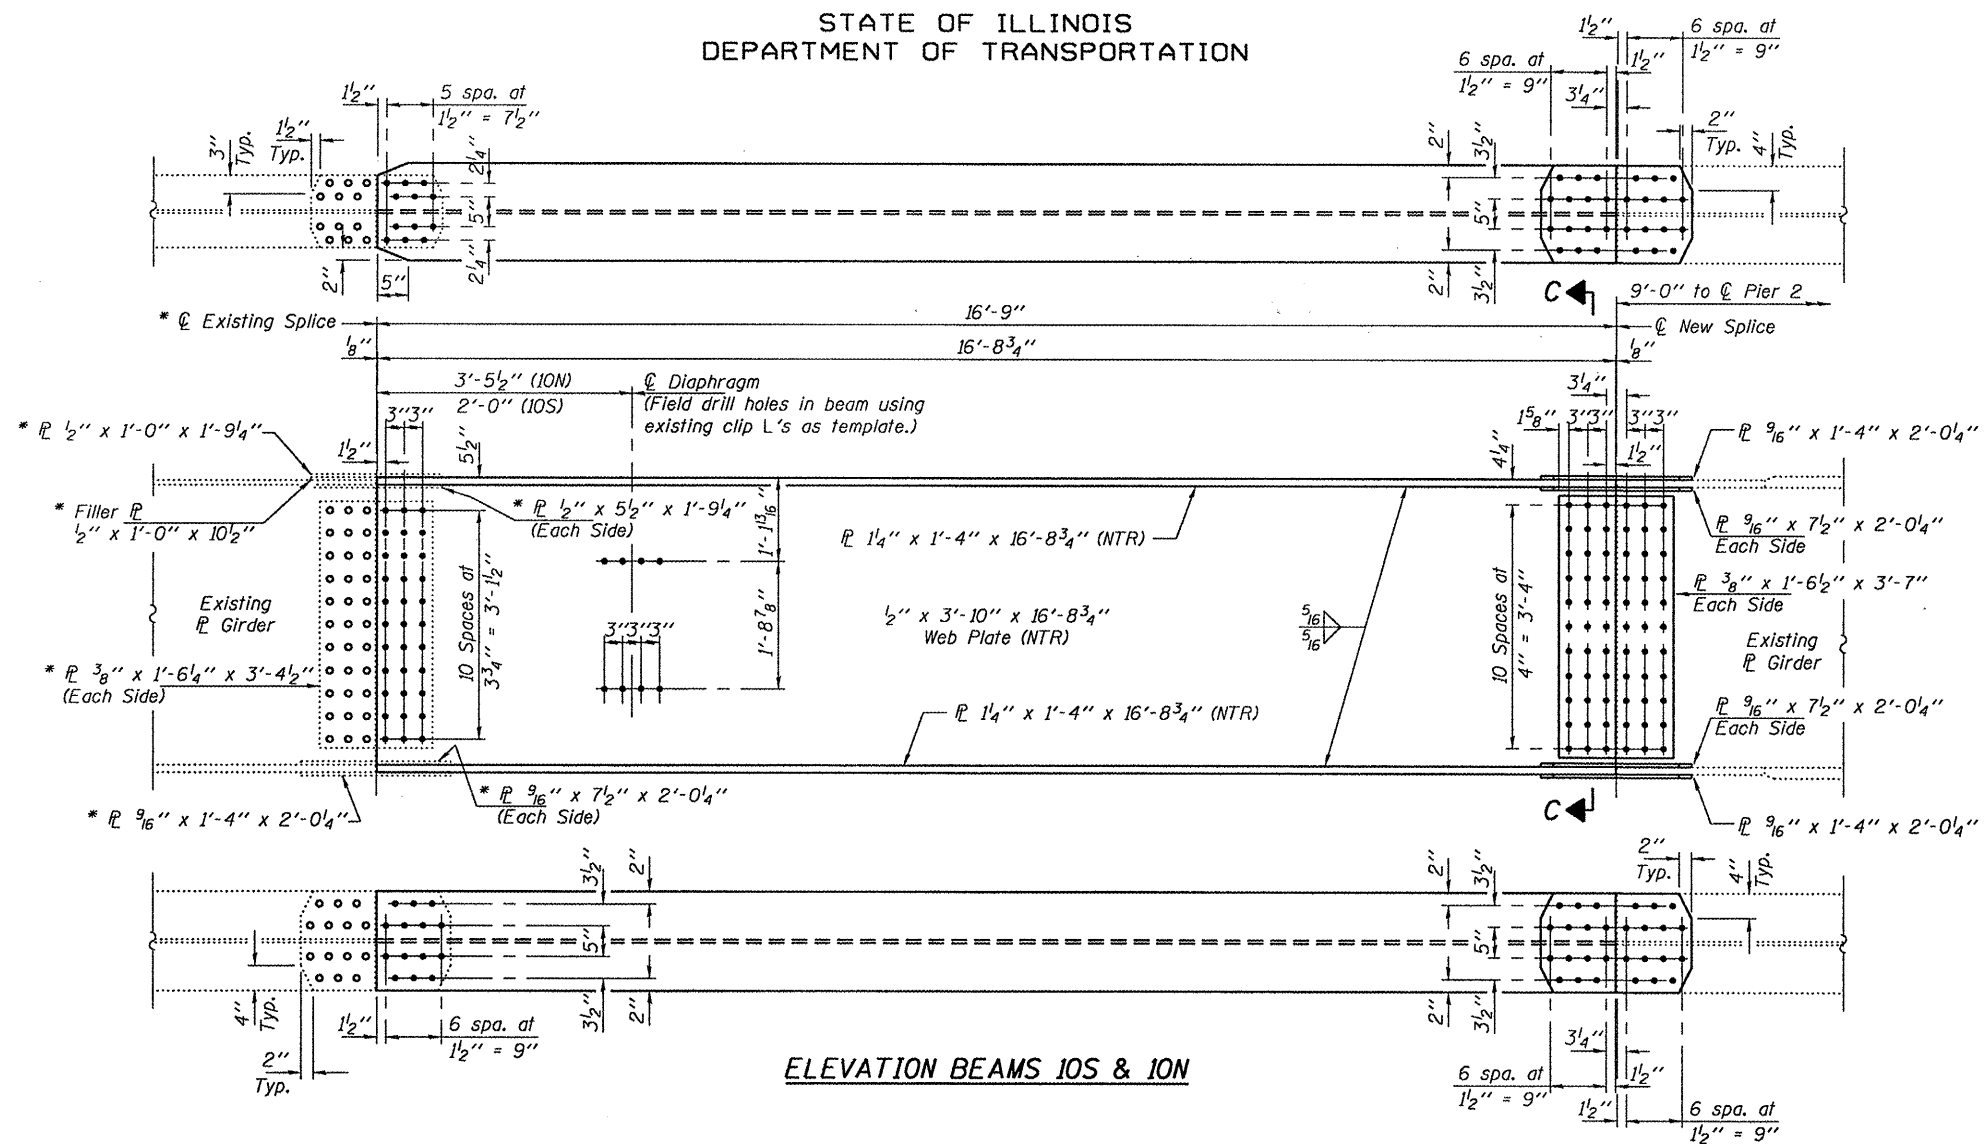 STATE OF ILLINOIS
DEPARTMENT OF TRANSPORTATION
1½"
5 spa. at
1½" = 7½"
1½"
Typ.
3"
Typ.
2¼"
5"
2¼"
2"
5"
1½"
6 spa. at
1½" = 9"
6 spa. at
1½" = 9"
1½"
3¼"
2"
Typ.
4"
Typ.
2"
3½"
5"
2"
3½"
C
9'-0" to ℄ Pier 2
* ℄ Existing Splice
16'-9"
℄ New Splice
⅛"
16'-8¾"
⅛"
3'-5½" (10N)
2'-0" (10S)
℄ Diaphragm
(Field drill holes in beam using
existing clip L's as template.)
3¼"
3" 3"
1⅝" 3" 3" 3" 3"
* ℙ ½" x 1'-0" x 1'-9¼"
ℙ 9/16" x 1'-4" x 2'-0¼"
1½"
5½"
4¼"
1½"
* Filler ℙ
½" x 1'-0" x 10½"
* ℙ ½" x 5½" x 1'-9¼"
(Each Side)
1'-1 13/16"
ℙ 1¼" x 1'-4" x 16'-8¾" (NTR)
ℙ 9/16" x 7½" x 2'-0¼"
Each Side
ℙ ⅜" x 1'-6½" x 3'-7"
Each Side
Existing
ℙ Girder
10 Spaces at
3¾" = 3'-1½"
1'-8⅞"
3" 3" 3"
½" x 3'-10" x 16'-8¾"
Web Plate (NTR)
5/16
5/16
10 Spaces at
4" = 3'-4"
Existing
ℙ Girder
* ℙ ⅜" x 1'-6¼" x 3'-4½"
(Each Side)
ℙ 1¼" x 1'-4" x 16'-8¾" (NTR)
ℙ 9/16" x 7½" x 2'-0¼"
Each Side
* ℙ 9/16" x 7½" x 2'-0¼"
(Each Side)
* ℙ 9/16" x 1'-4" x 2'-0¼"
C
ℙ 9/16" x 1'-4" x 2'-0¼"
3½"
2"
5"
3½"
2"
4"
Typ.
2"
Typ.
1½"
6 spa. at
1½" = 9"
2"
3½"
5"
2"
3½"
2"
Typ.
4"
Typ.
3¼"
6 spa. at
1½" = 9"
1½"
1½"
6 spa. at
1½" = 9"
ELEVATION BEAMS 10S & 10N